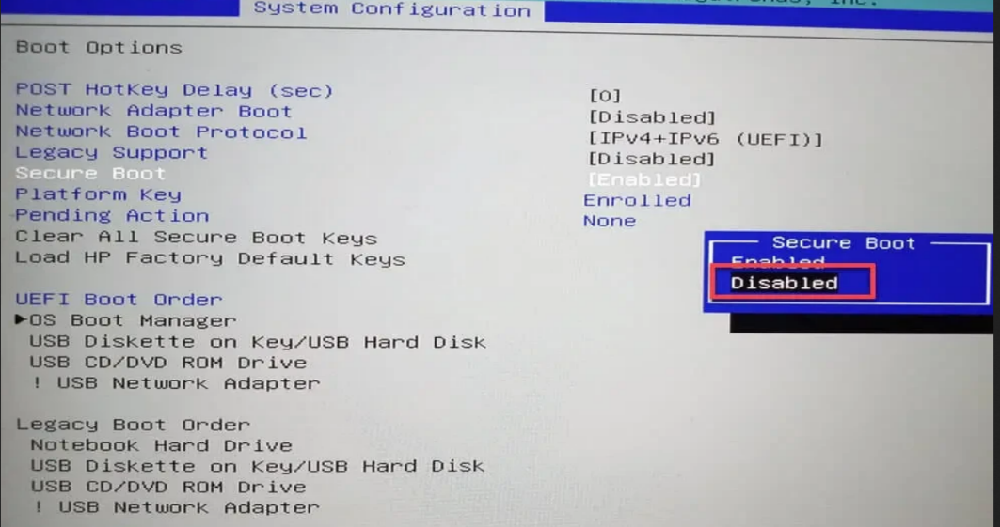 System Configuration
Inc.
Boot Options
POST HotKey Delay (sec) [0]
Network Adapter Boot [Disabled]
Network Boot Protocol [IPv4+IPv6 (UEFI)]
Legacy Support [Disabled]
Secure Boot [Enabled]
Platform Key Enrolled
Pending Action None
Clear All Secure Boot Keys
Load HP Factory Default Keys
Secure Boot
Enabled
Disabled
UEFI Boot Order
▶OS Boot Manager
USB Diskette on Key/USB Hard Disk
USB CD/DVD ROM Drive
! USB Network Adapter
Legacy Boot Order
Notebook Hard Drive
USB Diskette on Key/USB Hard Disk
USB CD/DVD ROM Drive
! USB Network Adapter